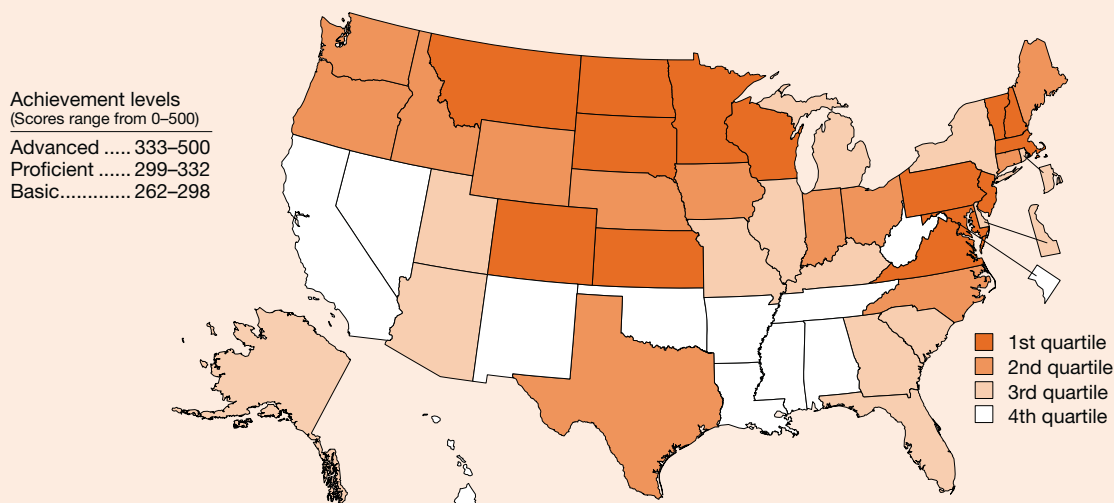 Achievement levels
(Scores range from 0–500)
Advanced ..... 333–500
Proficient ...... 299–332
Basic............. 262–298
1st quartile
2nd quartile
3rd quartile
4th quartile